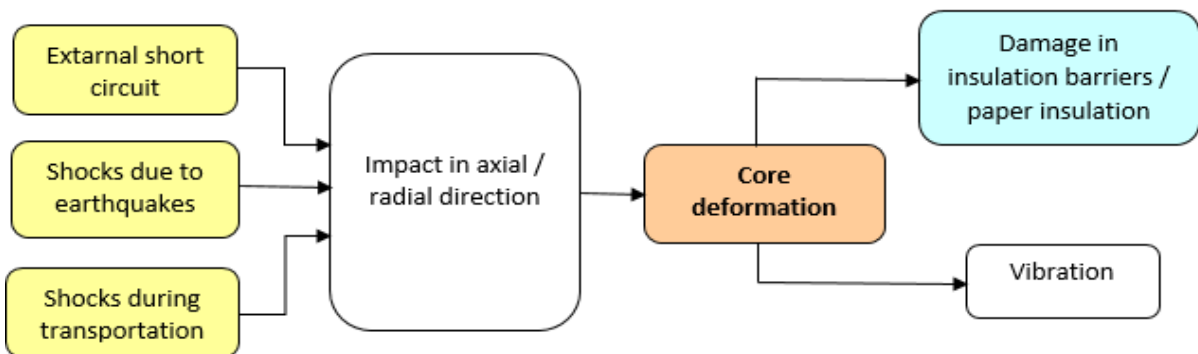 Extarnal short
circuit
Shocks due to
earthquakes
Shocks during
transportation
Impact in axial /
radial direction
Core
deformation
Damage in
insulation barriers /
paper insulation
Vibration